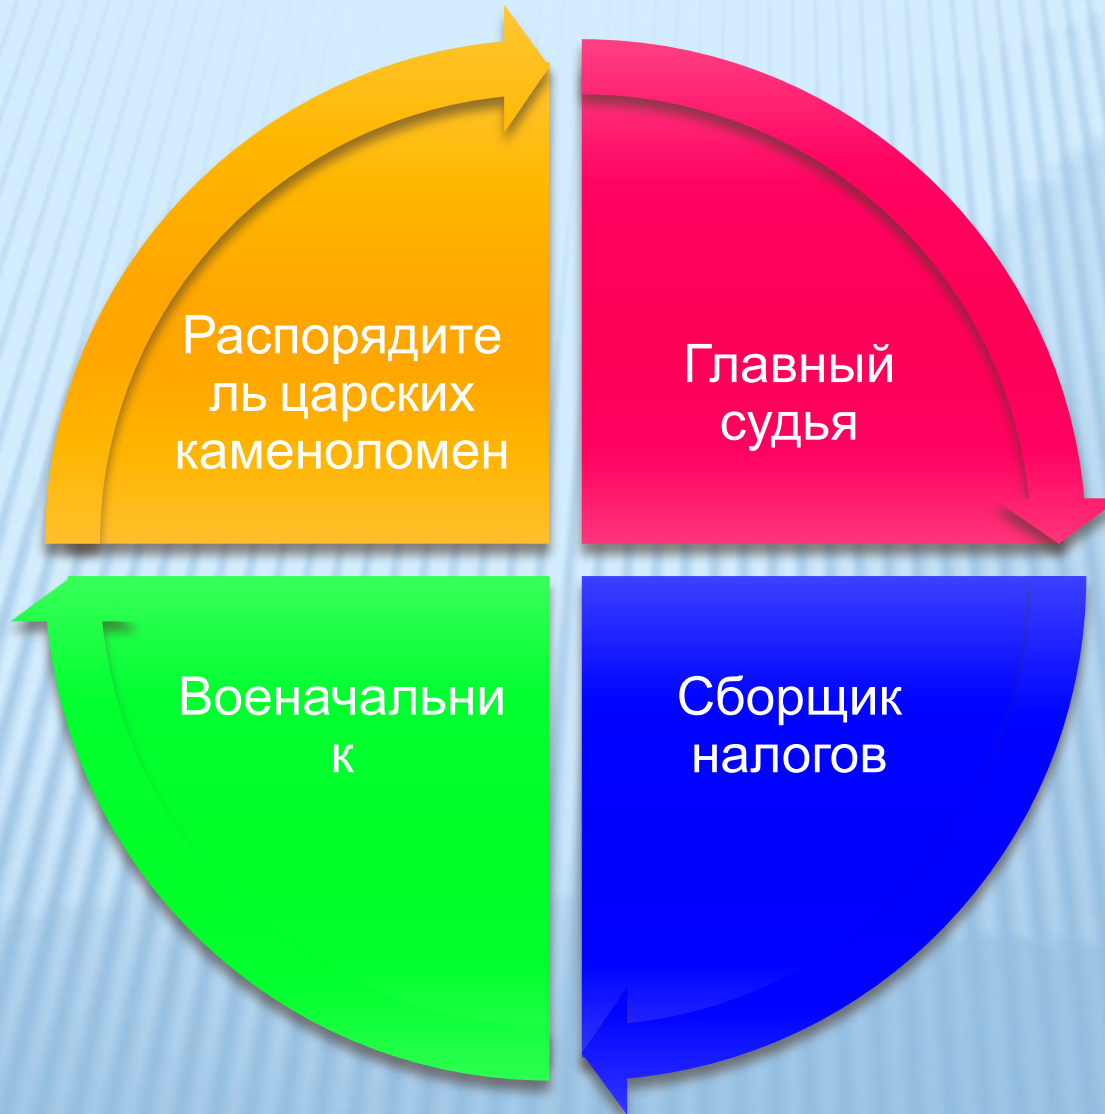 Распорядите
ль царских
каменоломен
Главный
судья
Военачальни
к
Сборщик
налогов